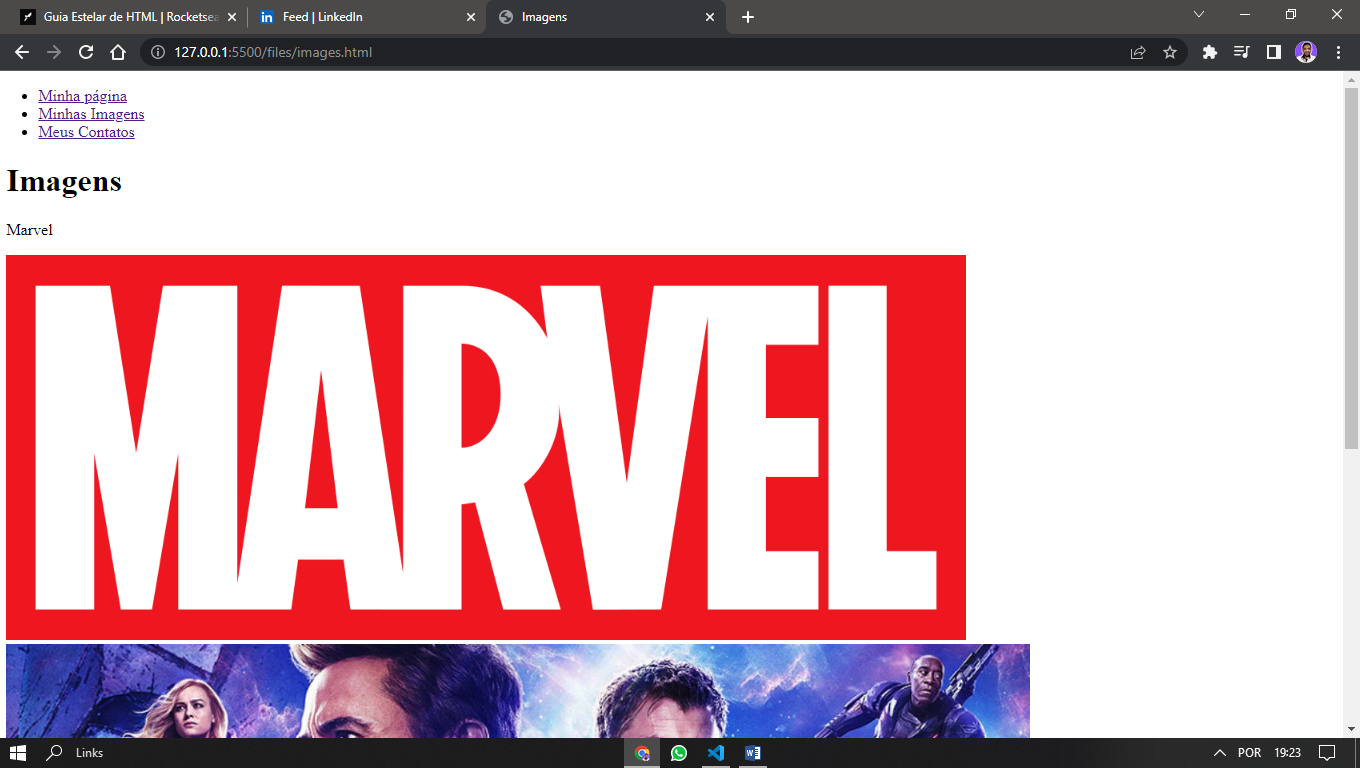 Guia Estelar de HTML | Rocketsea
Feed | LinkedIn
Imagens
127.0.0.1:5500/files/images.html
Minha página
Minhas Imagens
Meus Contatos
Imagens
Marvel
MARVEL
Links
POR
19:23